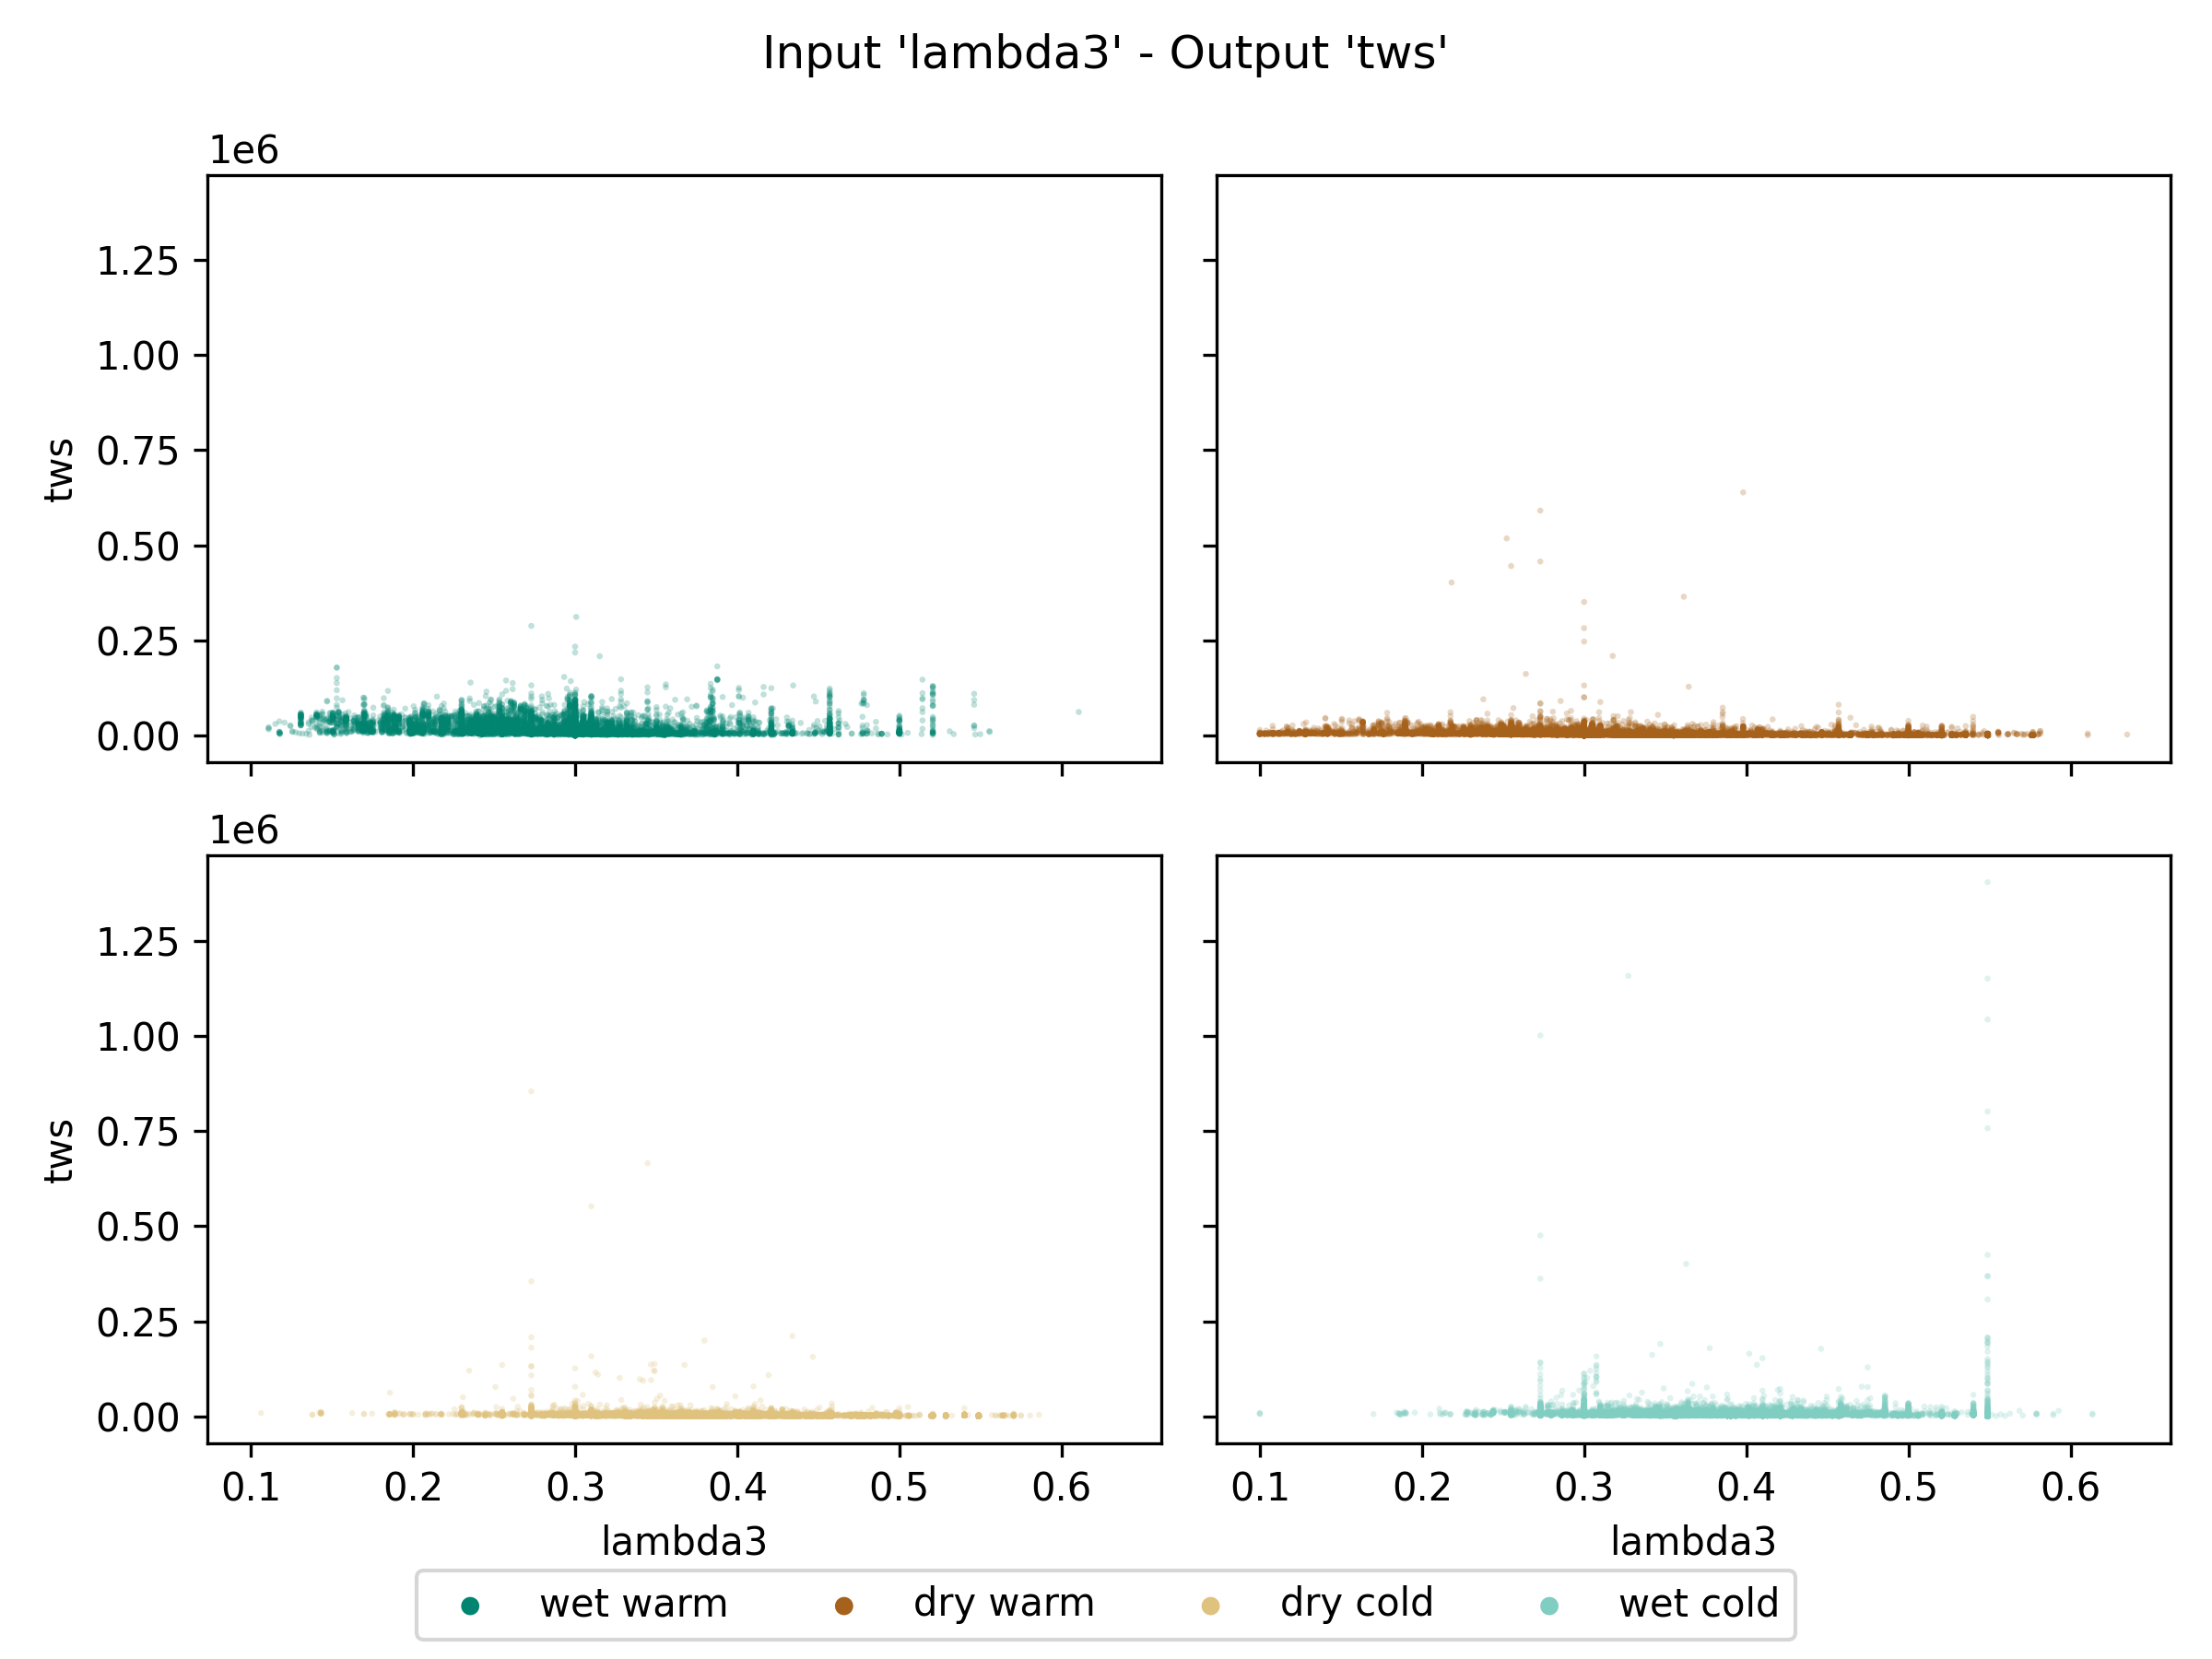 Input 'lambda3' - Output 'tws'
1e6
1.25
1.00
0.75
0.50
0.25
0.00
tws
1e6
1.25
1.00
0.75
0.50
0.25
0.00
tws
0.1 0.2 0.3 0.4 0.5 0.6
0.1 0.2 0.3 0.4 0.5 0.6
lambda3
lambda3
wet warm dry warm dry cold wet cold